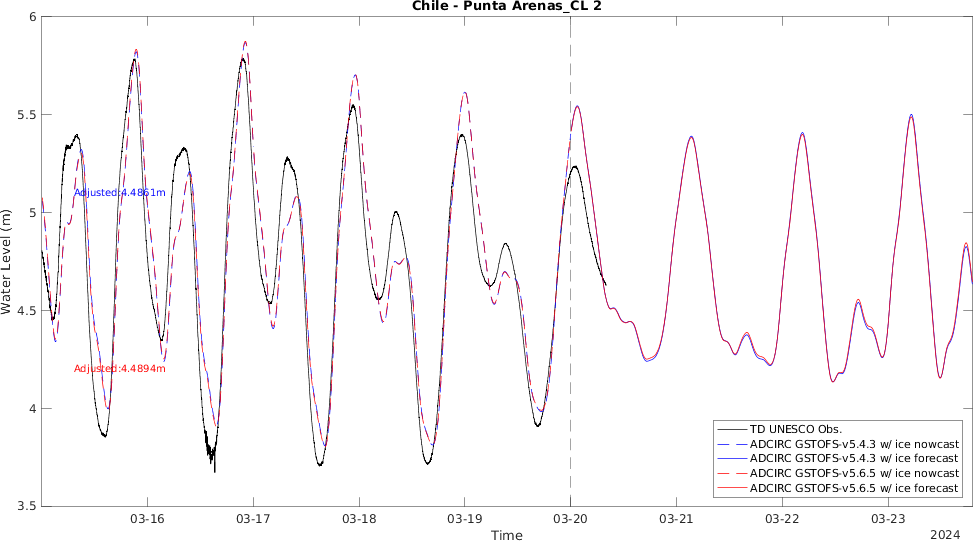 Chile - Punta Arenas_CL 2
6
5.5
5
4.5
4
3.5
Water Level (m)
Adjusted:4.4861m
Adjusted:4.4894m
TD UNESCO Obs.
ADCIRC GSTOFS-v5.4.3 w/ ice nowcast
ADCIRC GSTOFS-v5.4.3 w/ ice forecast
ADCIRC GSTOFS-v5.6.5 w/ ice nowcast
ADCIRC GSTOFS-v5.6.5 w/ ice forecast
03-16 03-17 03-18 03-19 03-20 03-21 03-22 03-23
Time
2024